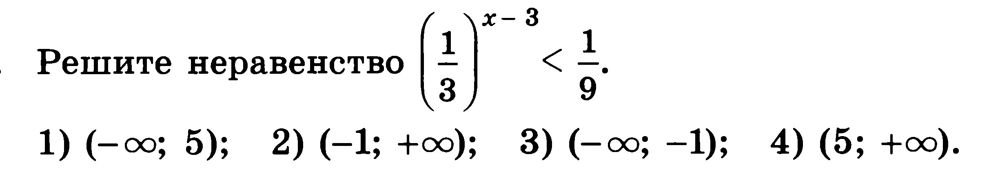 Решите неравенство (1/3)^(x – 3) < 1/9.
1) (–∞; 5); 2) (–1; +∞); 3) (–∞; –1); 4) (5; +∞).